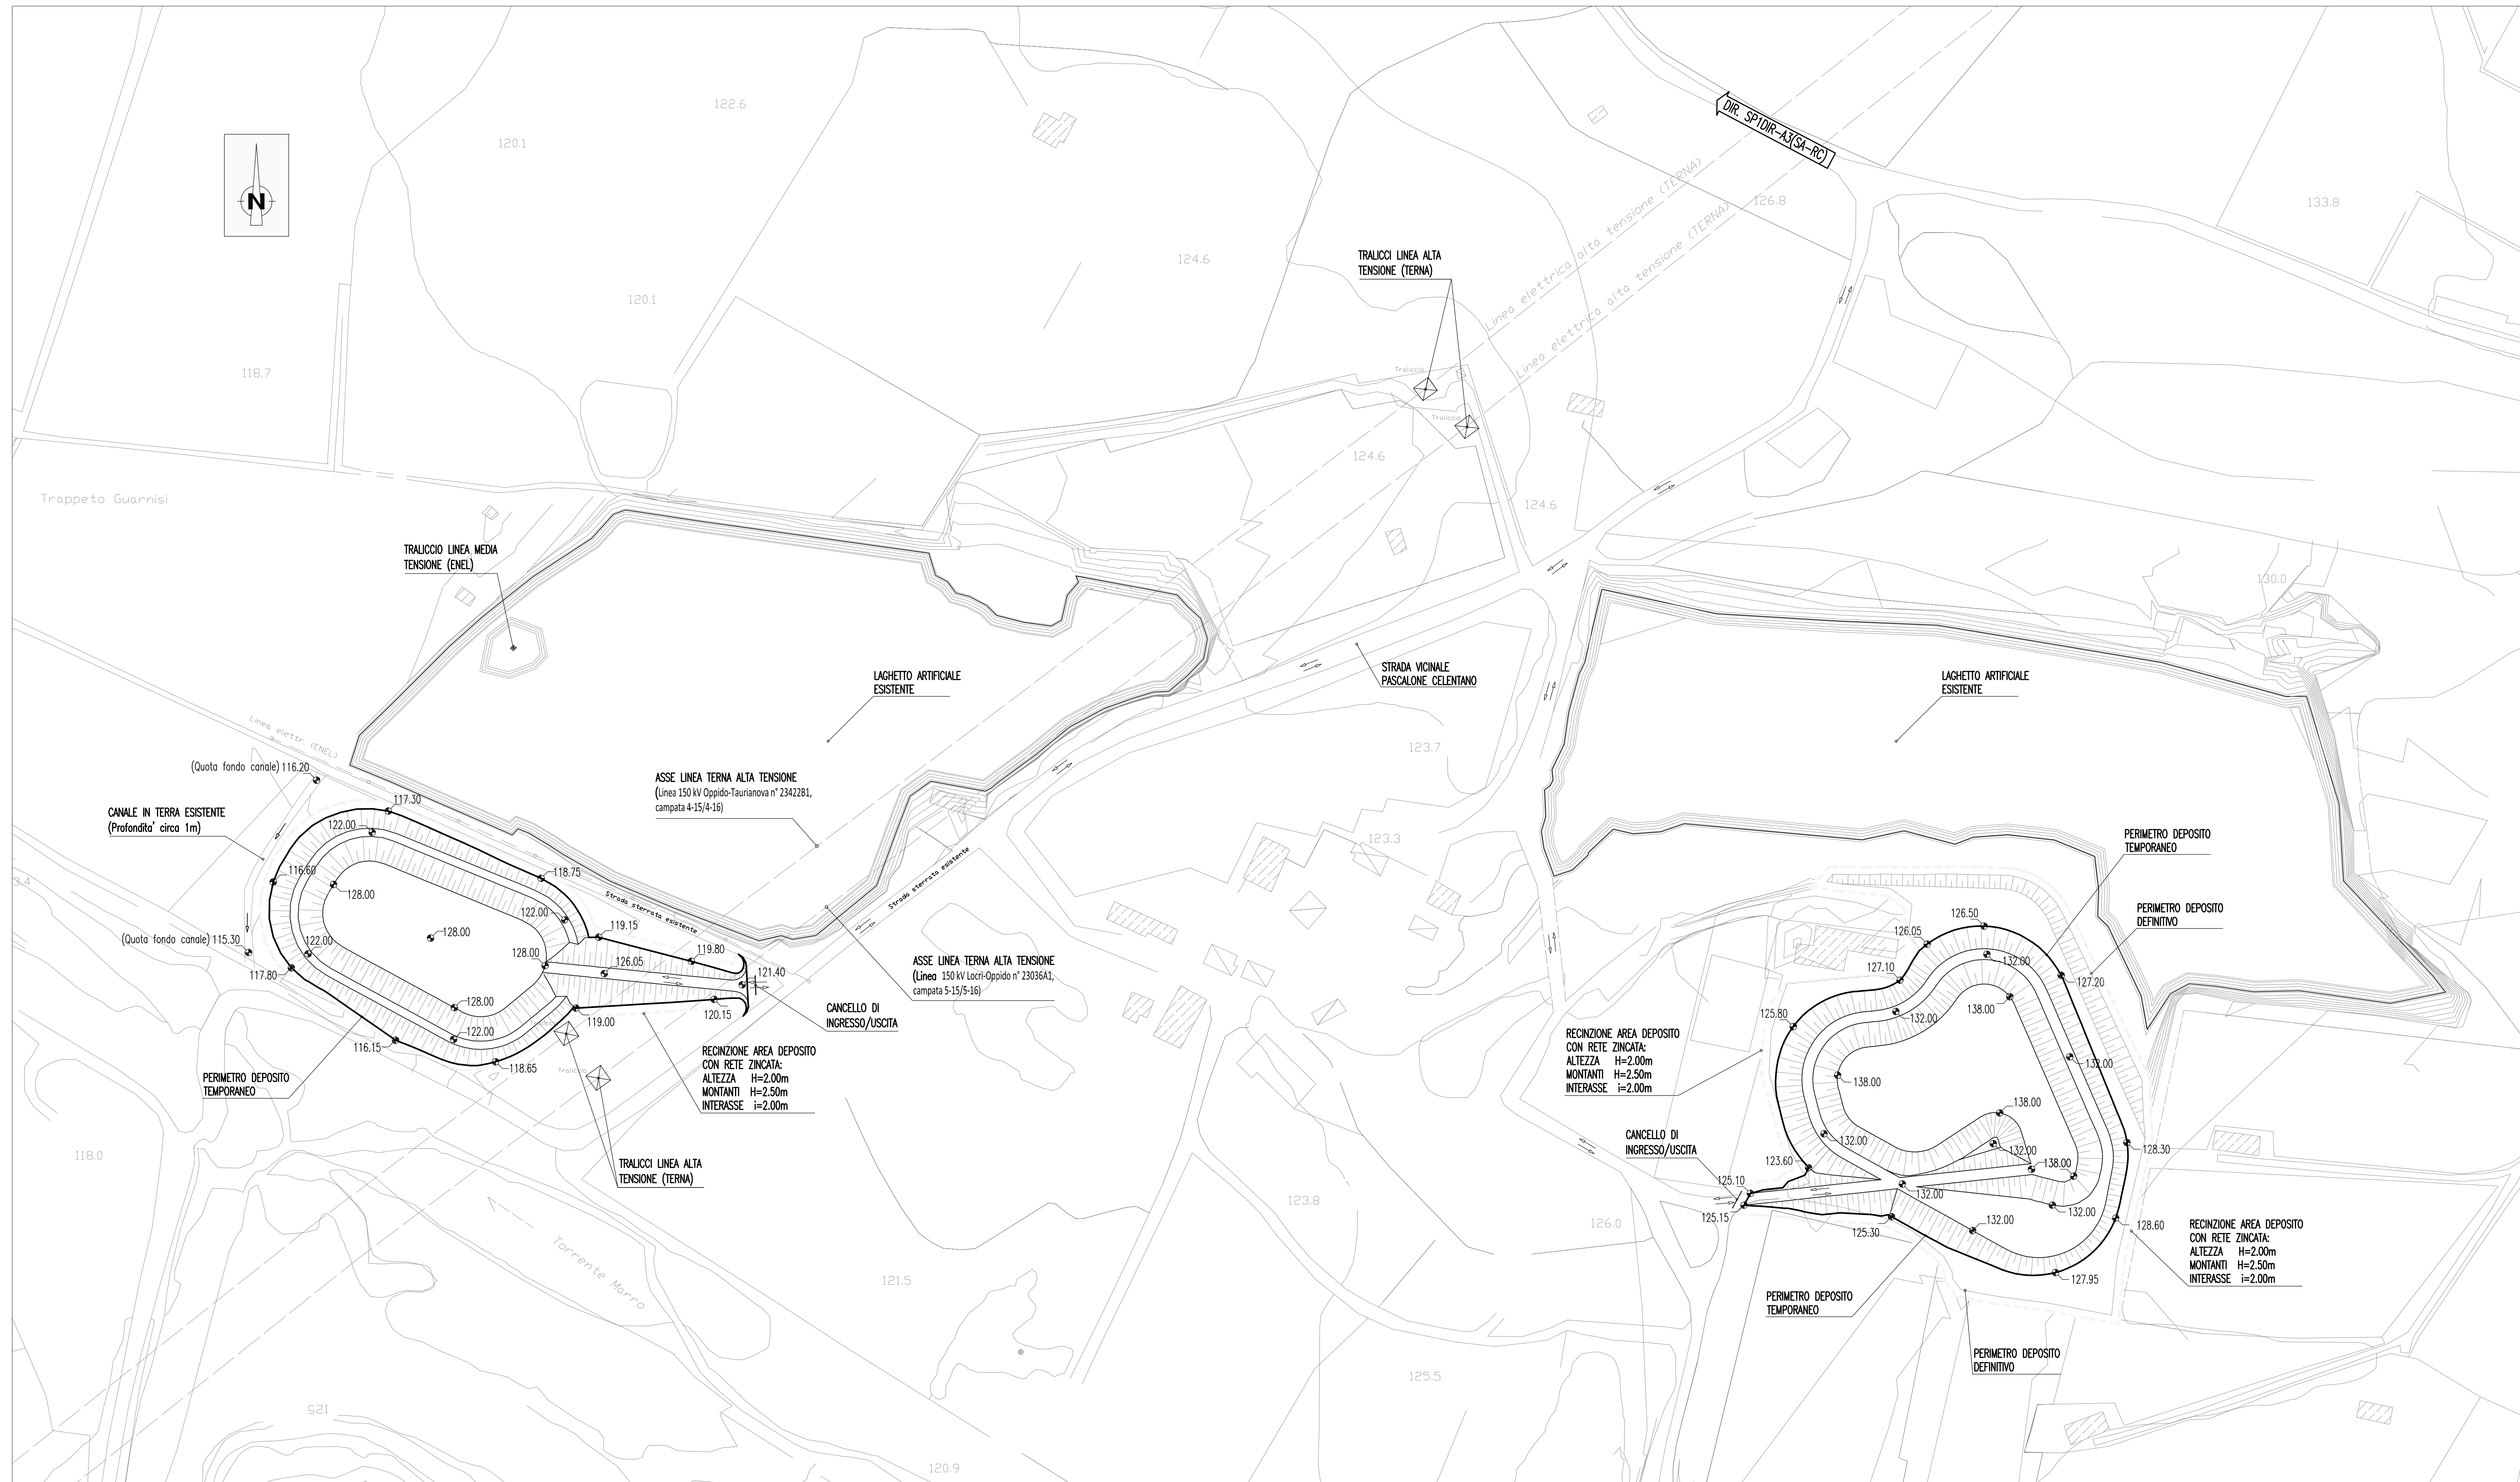 122.6
120.1
N
DIR. SP1DIR-A3(SA-RC)
126.8
133.8
Linea elettrica alta tensione (TERNA)
Linea elettrica alta tensione (TERNA)
124.6
TRALICCI LINEA ALTA
TENSIONE (TERNA)
120.1
118.7
Traliccio
Traliccio
124.6
124.6
Trappeto Guarnisi
TRALICCIO LINEA MEDIA
TENSIONE (ENEL)
130.0
LAGHETTO ARTIFICIALE
ESISTENTE
STRADA VICINALE
PASCALONE CELENTANO
LAGHETTO ARTIFICIALE
ESISTENTE
Linea elettr. (ENEL)
123.7
(Quota fondo canale) 116.20
ASSE LINEA TERNA ALTA TENSIONE
(Linea 150 kV Oppido-Taurianova n° 23422B1,
campata 4-15/4-16)
CANALE IN TERRA ESISTENTE
(Profondita' circa 1m)
117.30
122.00
123.3
PERIMETRO DEPOSITO
TEMPORANEO
3.4
116.60
128.00
118.75
Strada sterrata esistente
Strada sterrata esistente
122.00
PERIMETRO DEPOSITO
DEFINITIVO
(Quota fondo canale) 115.30
122.00
128.00
119.15
119.80
117.80
128.00
126.05
121.40
ASSE LINEA TERNA ALTA TENSIONE
(Linea 150 kV Locri-Oppido n° 23036A1,
campata 5-15/5-16)
CANCELLO DI
INGRESSO/USCITA
128.00
122.00
119.00
120.15
116.15
118.65
Traliccio
PERIMETRO DEPOSITO
TEMPORANEO
RECINZIONE AREA DEPOSITO
CON RETE ZINCATA:
ALTEZZA H=2.00m
MONTANTI H=2.50m
INTERASSE i=2.00m
TRALICCI LINEA ALTA
TENSIONE (TERNA)
126.50
126.05
132.00
127.10
127.20
138.00
132.00
125.80
132.00
138.00
RECINZIONE AREA DEPOSITO
CON RETE ZINCATA:
ALTEZZA H=2.00m
MONTANTI H=2.50m
INTERASSE i=2.00m
138.00
132.00
132.00
128.30
CANCELLO DI
INGRESSO/USCITA
123.60
138.00
125.10
132.00
132.00
125.15
125.30
132.00
128.60
127.95
RECINZIONE AREA DEPOSITO
CON RETE ZINCATA:
ALTEZZA H=2.00m
MONTANTI H=2.50m
INTERASSE i=2.00m
PERIMETRO DEPOSITO
TEMPORANEO
PERIMETRO DEPOSITO
DEFINITIVO
118.0
123.8
126.0
Torrente Marro
121.5
125.5
125
120.9